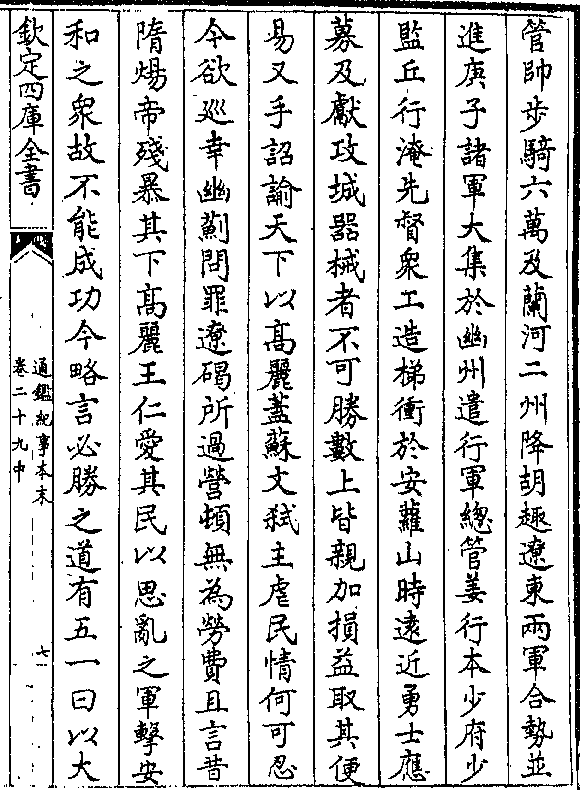 管帥步騎六萬及蘭河二州降胡趣遼東兩軍合勢並
進庚子諸軍大集於幽州遣行軍總管姜行本少府少
監丘行淹先督衆工造梯衝於安蘿山時遠近勇士應
募及獻攻城器械者不可勝數上皆親加損益取其便
易又手詔諭天下以高麗蓋蘇文弑主虐民情何可忍
今欲巡幸幽薊問罪遼碣所過營頓無為勞費且言昔
隋煬帝殘暴其下高麗王仁愛其民以思亂之軍擊安
和之衆故不能成功今略言必勝之道有五一曰以大
欽定四庫全書
通鑑紀事本末
卷二十九中
七